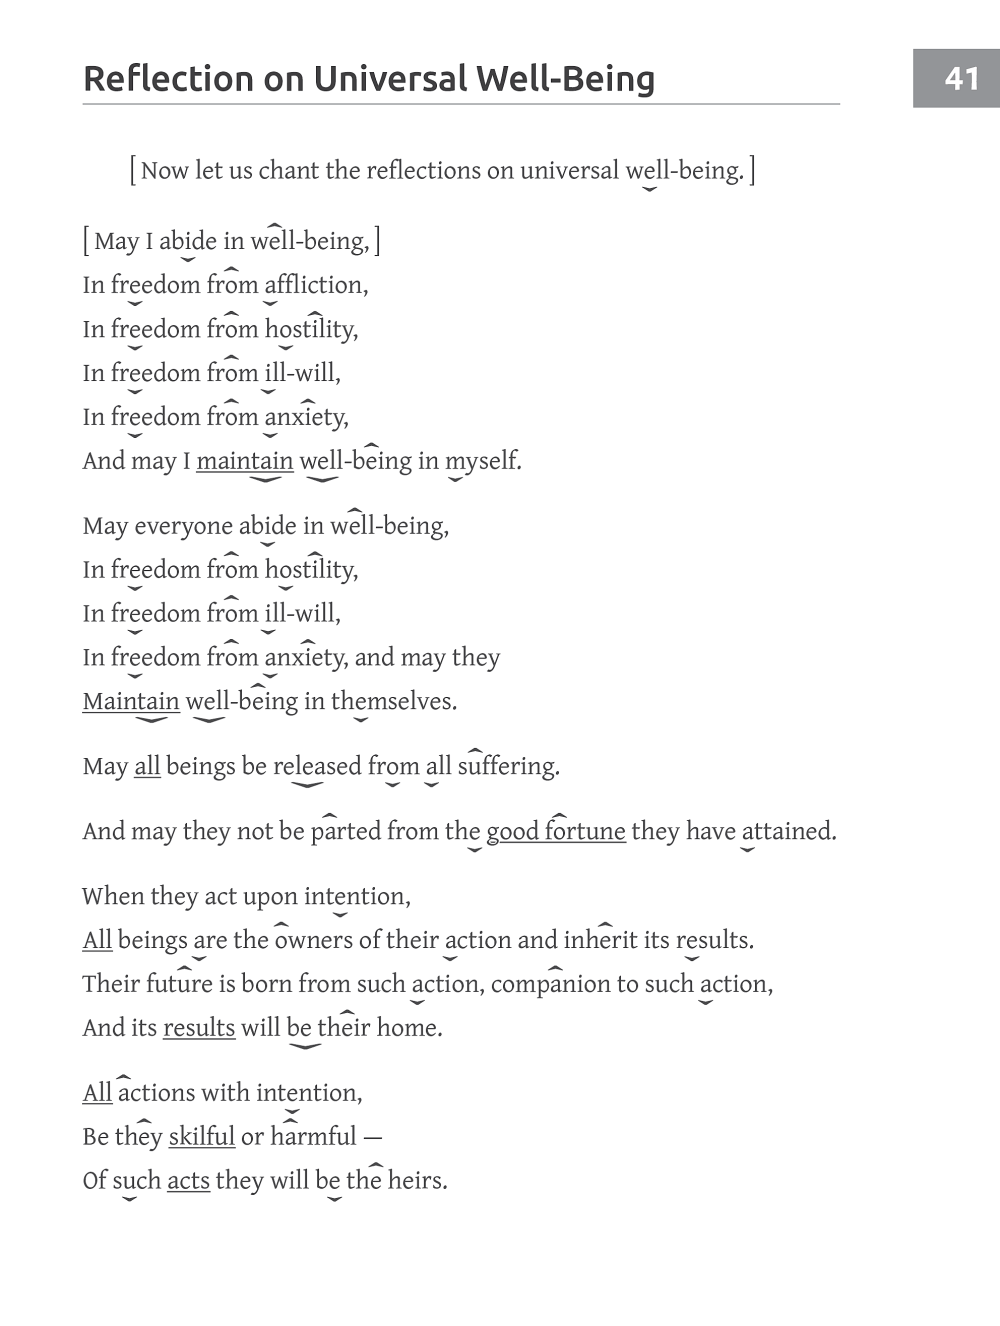 Reflection on Universal Well-Being
41
[Now let us chant the reflections on universal well-being.]
[May I abide in well-being,]
In freedom from affliction,
In freedom from hostility,
In freedom from ill-will,
In freedom from anxiety,
And may I maintain well-being in myself.
May everyone abide in well-being,
In freedom from hostility,
In freedom from ill-will,
In freedom from anxiety, and may they
Maintain well-being in themselves.
May all beings be released from all suffering.
And may they not be parted from the good fortune they have attained.
When they act upon intention,
All beings are the owners of their action and inherit its results.
Their future is born from such action, companion to such action,
And its results will be their home.
All actions with intention,
Be they skilful or harmful —
Of such acts they will be the heirs.